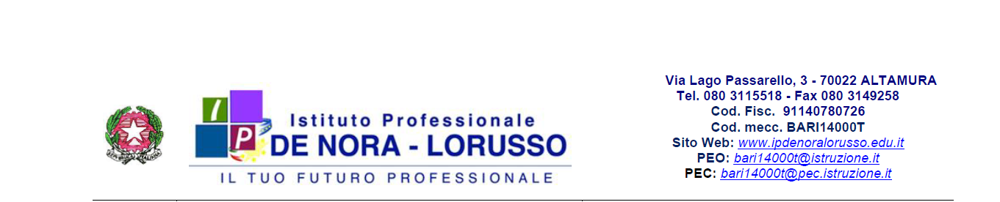 I
P
Istituto Professionale
DE NORA - LORUSSO
IL TUO FUTURO PROFESSIONALE
Via Lago Passarello, 3 - 70022 ALTAMURA
Tel. 080 3115518 - Fax 080 3149258
Cod. Fisc. 91140780726
Cod. mecc. BARI14000T
Sito Web: www.ipdenoralorusso.edu.it
PEO: bari14000t@istruzione.it
PEC: bari14000t@pec.istruzione.it